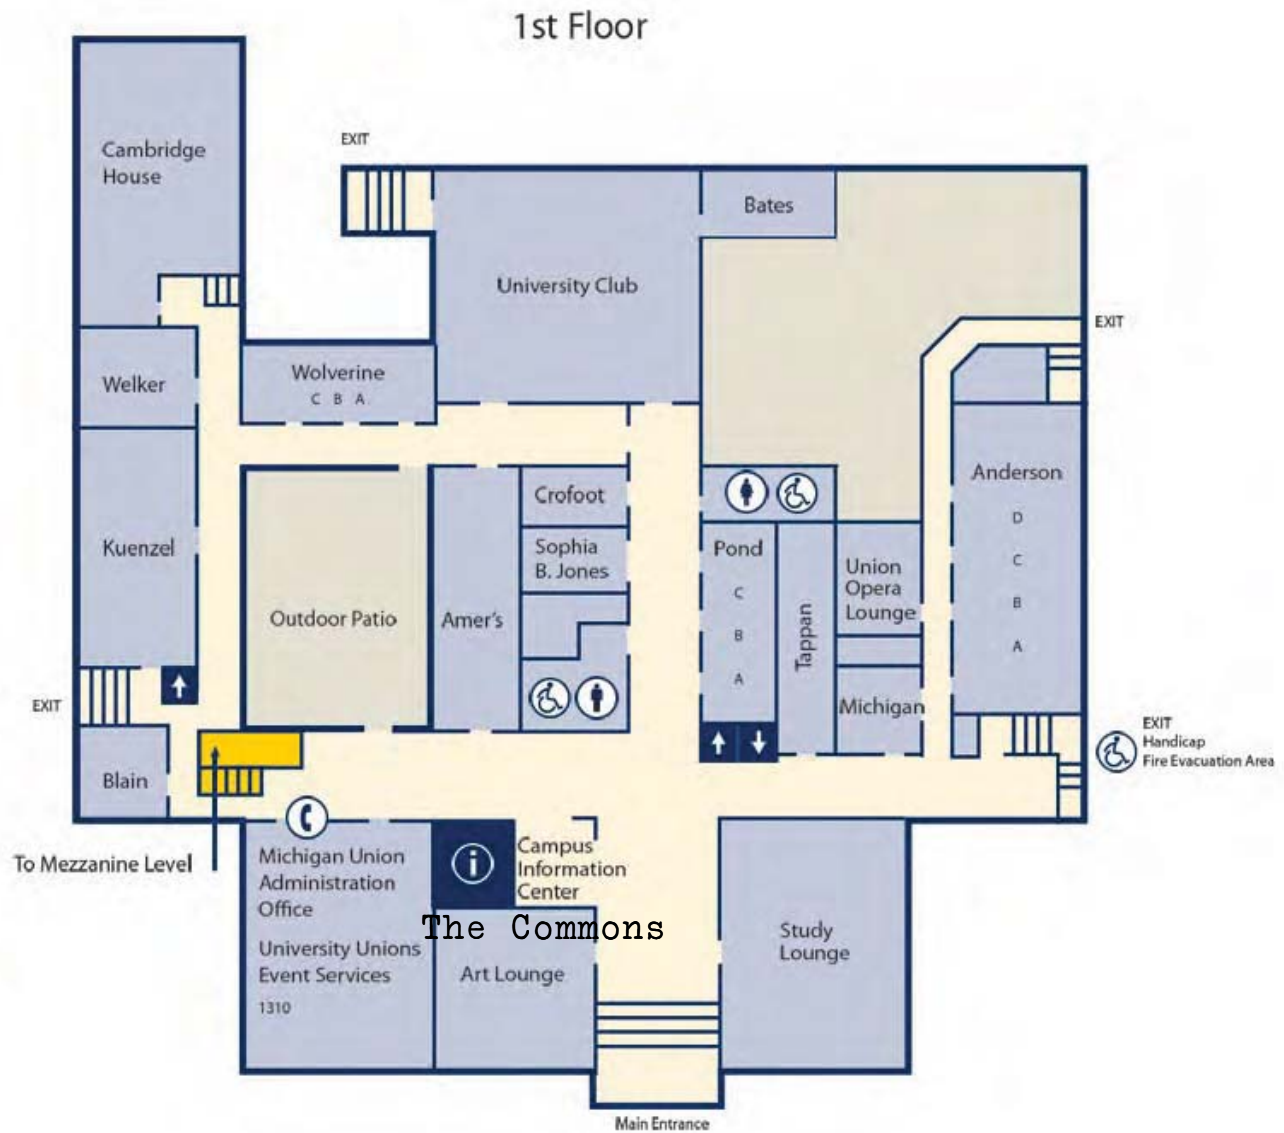 1st Floor
EXIT
Cambridge
House
Bates
University Club
EXIT
Welker
Wolverine
C B A
Anderson
D
C
B
A
Crofoot
Kuenzel
Sophia
B. Jones
Pond
C
B
A
Tappan
Union
Opera
Lounge
Outdoor Patio
Amer's
EXIT
Michigan
EXIT
Handicap
Fire Evacuation Area
Blain
To Mezzanine Level
Michigan Union
Administration
Office
University Unions
Event Services
1310
i
Campus
Information
Center
The Commons
Art Lounge
Study
Lounge
Main Entrance